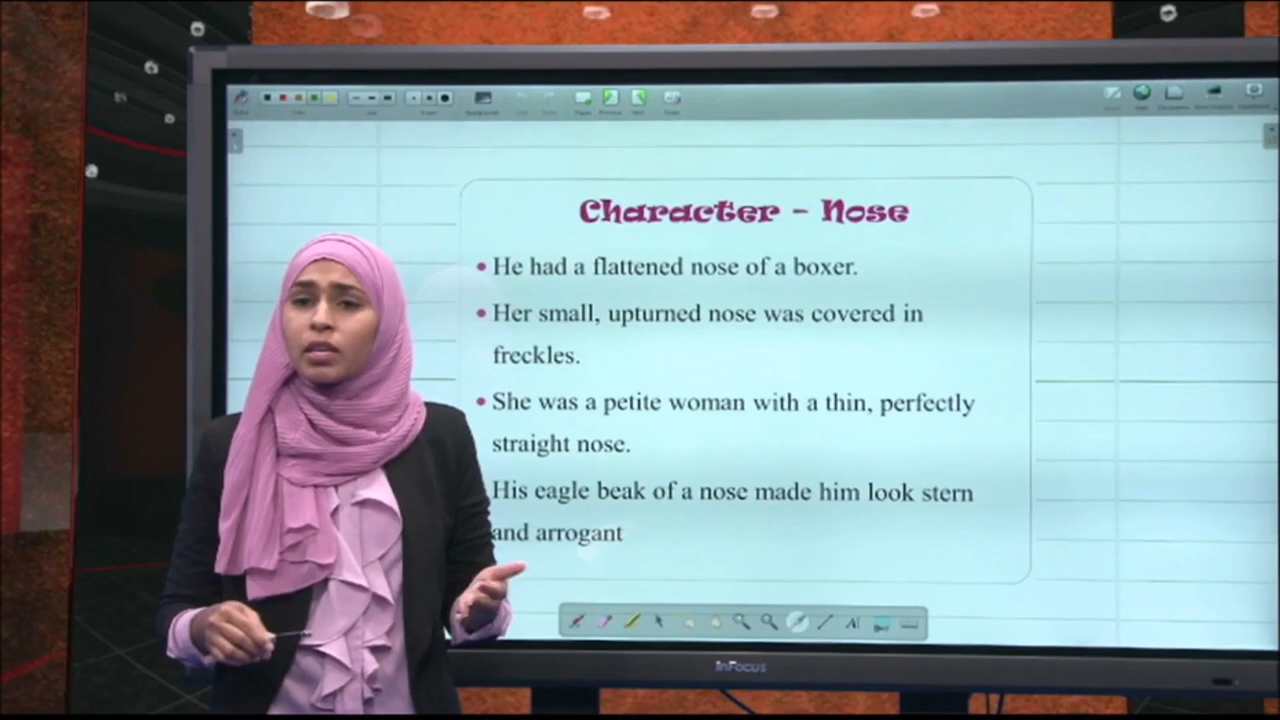 Character - Nose
• He had a flattened nose of a boxer.
• Her small, upturned nose was covered in
freckles.
• She was a petite woman with a thin, perfectly
straight nose.
His eagle beak of a nose made him look stern
and arrogant
InFocus